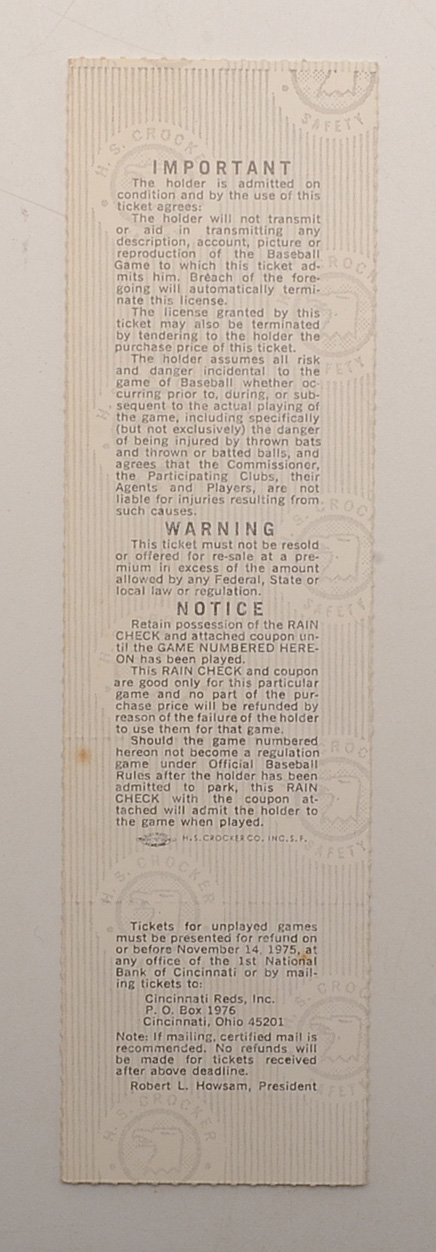 H. S. CROCKER
SAFETY
IMPORTANT
The holder is admitted on
condition and by the use of this
ticket agrees:
The holder will not transmit
or aid in transmitting any
description, account, picture or
reproduction of the Baseball
Game to which this ticket ad-
mits him. Breach of the fore-
going will automatically termi-
nate this license.
The license granted by this
ticket may also be terminated
by tendering to the holder the
purchase price of this ticket.
The holder assumes all risk
and danger incidental to the
game of Baseball whether oc-
curring prior to, during, or sub-
sequent to the actual playing of
the game, including specifically
(but not exclusively) the danger
of being injured by thrown bats
and thrown or batted balls, and
agrees that the Commissioner,
the Participating Clubs, their
Agents and Players, are not
liable for injuries resulting from
such causes.
WARNING
This ticket must not be resold
or offered for re-sale at a pre-
mium in excess of the amount
allowed by any Federal, State or
local law or regulation.
NOTICE
Retain possession of the RAIN
CHECK and attached coupon un-
til the GAME NUMBERED HERE-
ON has been played.
This RAIN CHECK and coupon
are good only for this particular
game and no part of the pur-
chase price will be refunded by
reason of the failure of the holder
to use them for that game.
Should the game numbered
hereon not become a regulation
game under Official Baseball
Rules after the holder has been
admitted to park, this RAIN
CHECK with the coupon at-
tached will admit the holder to
the game when played.
H.S. CROCKER CO. INC. S.F.
Tickets for unplayed games
must be presented for refund on
or before November 14, 1975, at
any office of the 1st National
Bank of Cincinnati or by mail-
ing tickets to:
Cincinnati Reds, Inc.
P. O. Box 1976
Cincinnati, Ohio 45201
Note: If mailing, certified mail is
recommended. No refunds will
be made for tickets received
after above deadline.
Robert L. Howsam, President